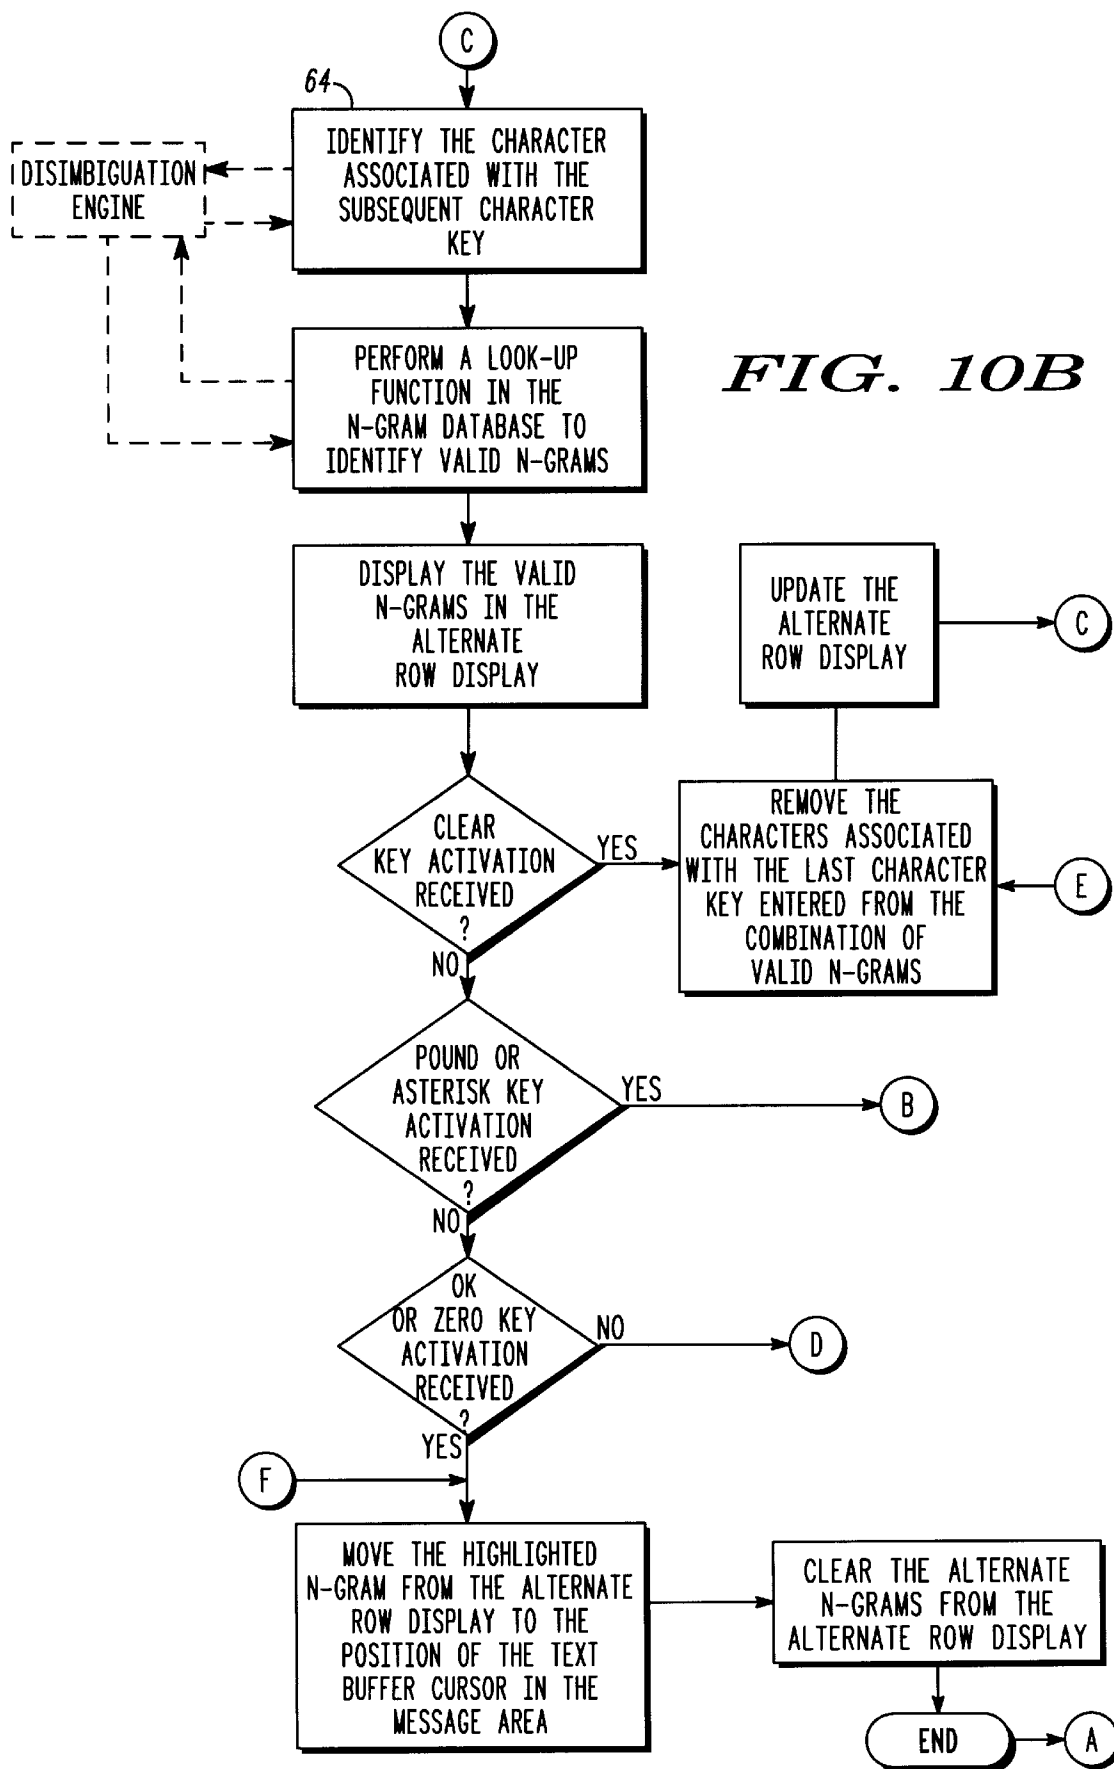 C
64
IDENTIFY THE CHARACTER
ASSOCIATED WITH THE
SUBSEQUENT CHARACTER
KEY
DISIMBIGUATION
ENGINE
PERFORM A LOOK-UP
FUNCTION IN THE
N-GRAM DATABASE TO
IDENTIFY VALID N-GRAMS
FIG. 10B
DISPLAY THE VALID
N-GRAMS IN THE
ALTERNATE
ROW DISPLAY
UPDATE THE
ALTERNATE
ROW DISPLAY
C
CLEAR
KEY ACTIVATION
RECEIVED
?
YES
NO
REMOVE THE
CHARACTERS ASSOCIATED
WITH THE LAST CHARACTER
KEY ENTERED FROM THE
COMBINATION OF
VALID N-GRAMS
E
POUND OR
ASTERISK KEY
ACTIVATION
RECEIVED
?
YES
B
NO
OK
OR ZERO KEY
ACTIVATION
RECEIVED
?
NO
D
YES
F
MOVE THE HIGHLIGHTED
N-GRAM FROM THE ALTERNATE
ROW DISPLAY TO THE
POSITION OF THE TEXT
BUFFER CURSOR IN THE
MESSAGE AREA
CLEAR THE ALTERNATE
N-GRAMS FROM THE
ALTERNATE ROW DISPLAY
END
A